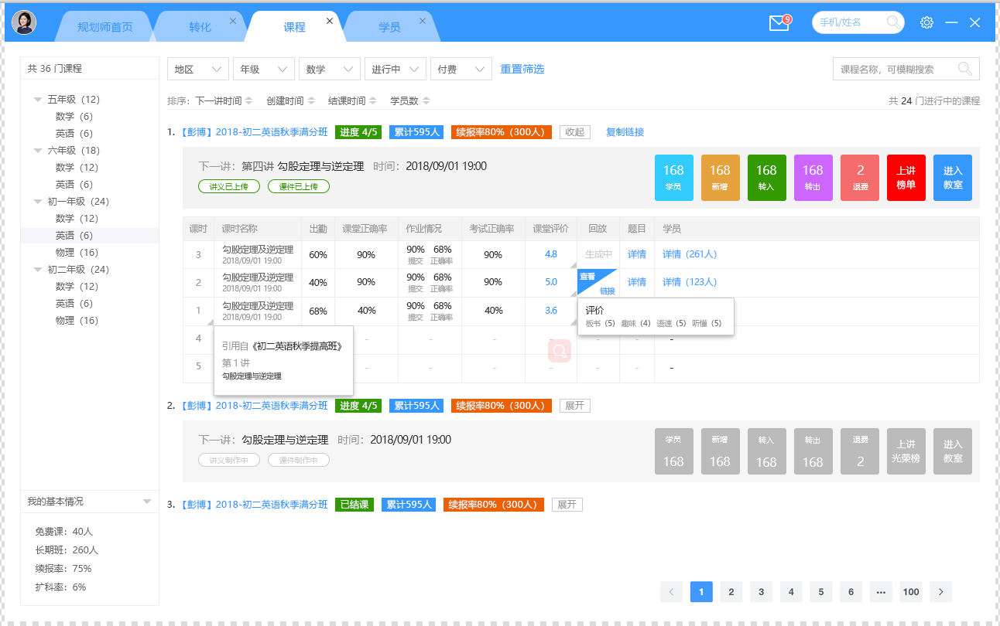 规划师首页 转化 课程 学员 9 手机/姓名
共 36 门课程
五年级（12）
数学（6）
英语（6）
六年级（18）
数学（12）
英语（6）
初一年级（24）
数学（12）
英语（6）
物理（16）
初二年级（24）
数学（12）
英语（6）
物理（16）
我的基本情况
免费课：40人
长期班：260人
续报率：75%
扩科率：6%
地区 年级 数学 进行中 付费 重置筛选 课程名称，可模糊搜索
排序： 下一讲时间 创建时间 结课时间 学员数 共 24 门进行中的课程
1. 【彭博】2018-初二英语秋季满分班 进度 4/5 累计595人 续报率80%（300人） 收起 复制链接
下一讲：第四讲 勾股定理与逆定理 时间：2018/09/01 19:00
讲义已上传 课件已上传
168 学员
168 新增
168 转入
168 转出
2 退费
上讲 榜单
进入 教室
课时 课时名称 出勤 课堂正确率 作业情况 考试正确率 课堂评价 回放 题目 学员
3 勾股定理及逆定理 60% 90% 90% 68% 90% 4.8 生成中 详情 详情（261人）
2018/09/01 19:00 提交 正确率
2 勾股定理及逆定理 40% 90% 90% 68% 90% 5.0 查看 链接 详情 详情（123人）
2018/09/01 19:00 提交 正确率
1 勾股定理及逆定理 68% 40% 90% 68% 40% 3.6
2018/09/01 19:00 提交 正确率
评价
板书（5） 趣味（4） 语速（5） 听懂（5）
4 - - - - - - -
5 - - - - - - -
引用自《初二英语秋季提高班》
第 1 讲
勾股定理与逆定理
2. 【彭博】2018-初二英语秋季满分班 进度 4/5 累计595人 续报率80%（300人） 展开
下一讲：勾股定理与逆定理 时间：2018/09/01 19:00
讲义制作中 课件制作中
学员 168
新增 168
转入 168
转出 168
退费 2
上讲 光荣榜
进入 教室
3. 【彭博】2018-初二英语秋季满分班 已结课 累计595人 续报率80%（300人） 展开
< 1 2 3 4 5 6 ··· 100 >